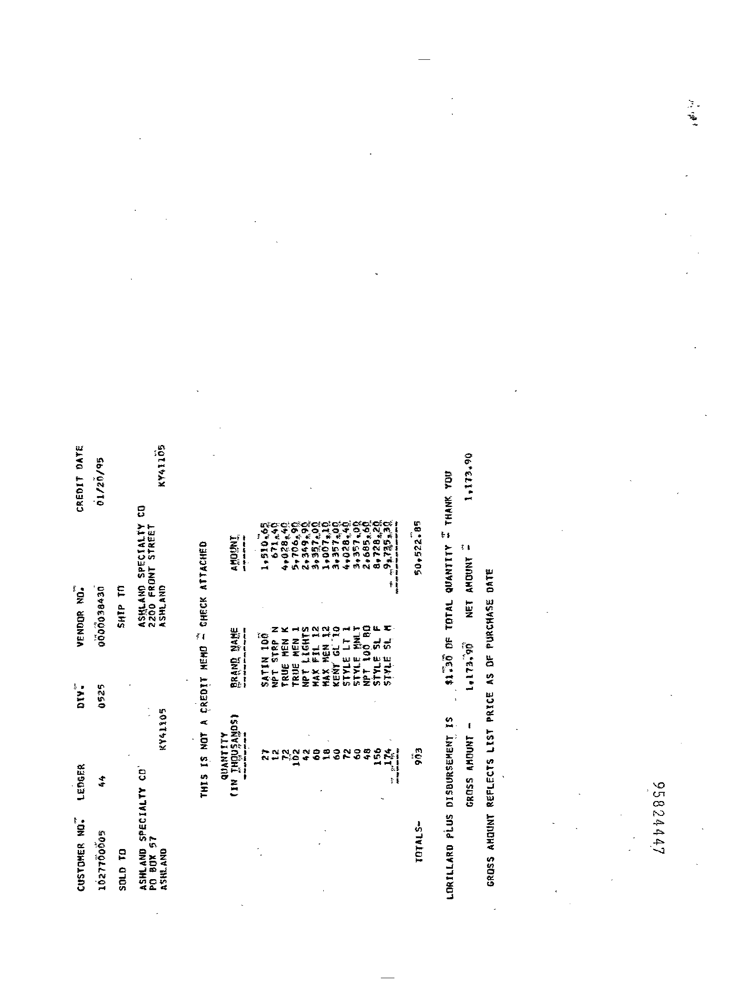 CUSTOMER NO. LEDGER DIV. VENDOR NO. CREDIT DATE
1027700605 44 0525 0000038430 01/20/95
SOLD TO SHIP TO
ASHLAND SPECIALTY CO ASHLAND SPECIALTY CO
PO BOX 57 2200 FRONT STREET
ASHLAND KY41105 ASHLAND KY41105
THIS IS NOT A CREDIT MEMO - CHECK ATTACHED
QUANTITY
(IN THOUSANDS) BRAND NAME AMOUNT
27 SATIN 100 1,510.65
12 NPT STRP N 671.40
72 TRUE MEN K 4,028.40
102 TRUE MEN 1 5,706.90
42 NPT LIGHTS 2,349.90
60 MAX FIL 12 3,357.00
18 MAX MEN 12 1,007.10
60 KENT GL 10 3,357.00
72 STYLE LT 1 4,028.40
60 STYLE MNLT 3,357.00
48 NPT 100 BO 2,685.60
156 STYLE SL F 8,728.20
174 STYLE SL M 9,735.30
TOTALS- 903 50,522.85
LORILLARD PLUS DISBURSEMENT IS $1.30 OF TOTAL QUANTITY - THANK YOU
GROSS AMOUNT - 1,173.90 NET AMOUNT - 1,173.90
GROSS AMOUNT REFLECTS LIST PRICE AS OF PURCHASE DATE
95824447